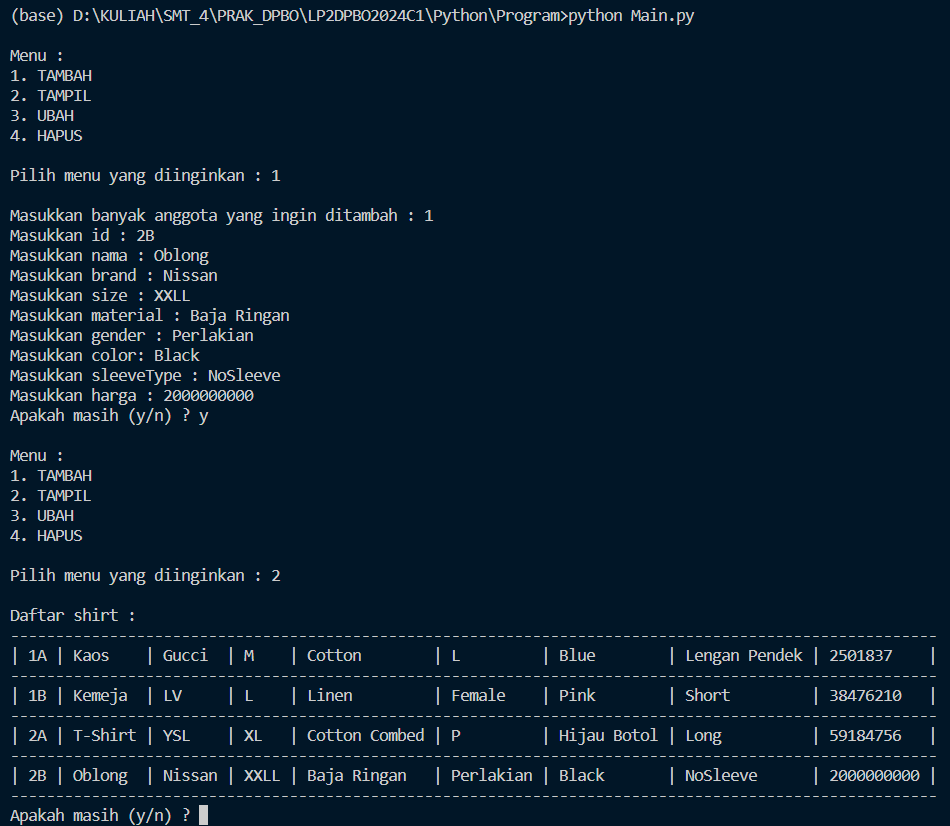 (base) D:\KULIAH\SMT_4\PRAK_DPBO\LP2DPBO2024C1\Python\Program>python Main.py
Menu :
1. TAMBAH
2. TAMPIL
3. UBAH
4. HAPUS
Pilih menu yang diinginkan : 1
Masukkan banyak anggota yang ingin ditambah : 1
Masukkan id : 2B
Masukkan nama : Oblong
Masukkan brand : Nissan
Masukkan size : XXLL
Masukkan material : Baja Ringan
Masukkan gender : Perlakian
Masukkan color: Black
Masukkan sleeveType : NoSleeve
Masukkan harga : 2000000000
Apakah masih (y/n) ? y
Menu :
1. TAMBAH
2. TAMPIL
3. UBAH
4. HAPUS
Pilih menu yang diinginkan : 2
Daftar shirt :
-------------------------------------------------------------------------------------------------------
| 1A | Kaos    | Gucci  | M    | Cotton        | L         | Blue        | Lengan Pendek | 2501837    |
-------------------------------------------------------------------------------------------------------
| 1B | Kemeja  | LV     | L    | Linen         | Female    | Pink        | Short         | 38476210   |
-------------------------------------------------------------------------------------------------------
| 2A | T-Shirt | YSL    | XL   | Cotton Combed | P         | Hijau Botol | Long          | 59184756   |
-------------------------------------------------------------------------------------------------------
| 2B | Oblong  | Nissan | XXLL | Baja Ringan   | Perlakian | Black       | NoSleeve      | 2000000000 |
-------------------------------------------------------------------------------------------------------
Apakah masih (y/n) ?